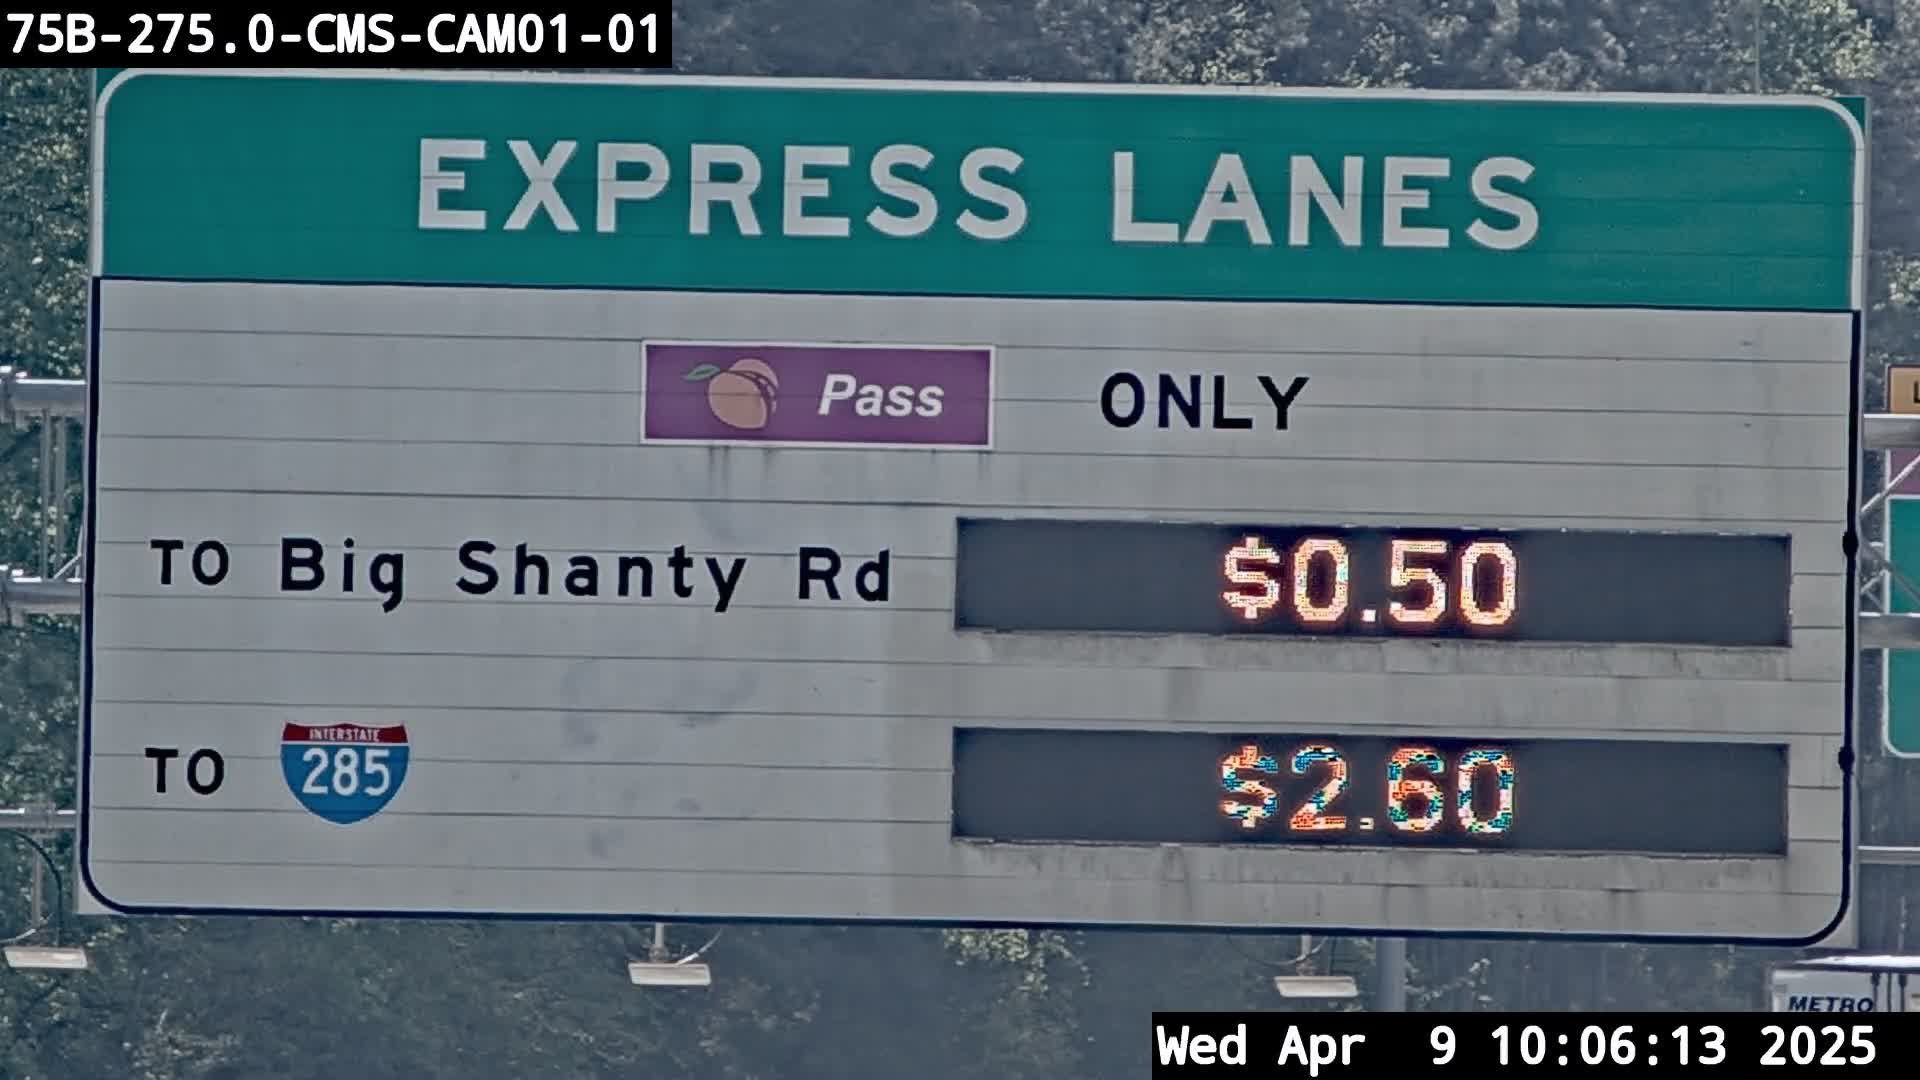 75B-275.0-CMS-CAM01-01
EXPRESS LANES
Pass ONLY
TO Big Shanty Rd $0.50
INTERSTATE
TO 285 $2.60
METRO
Wed Apr 9 10:06:13 2025